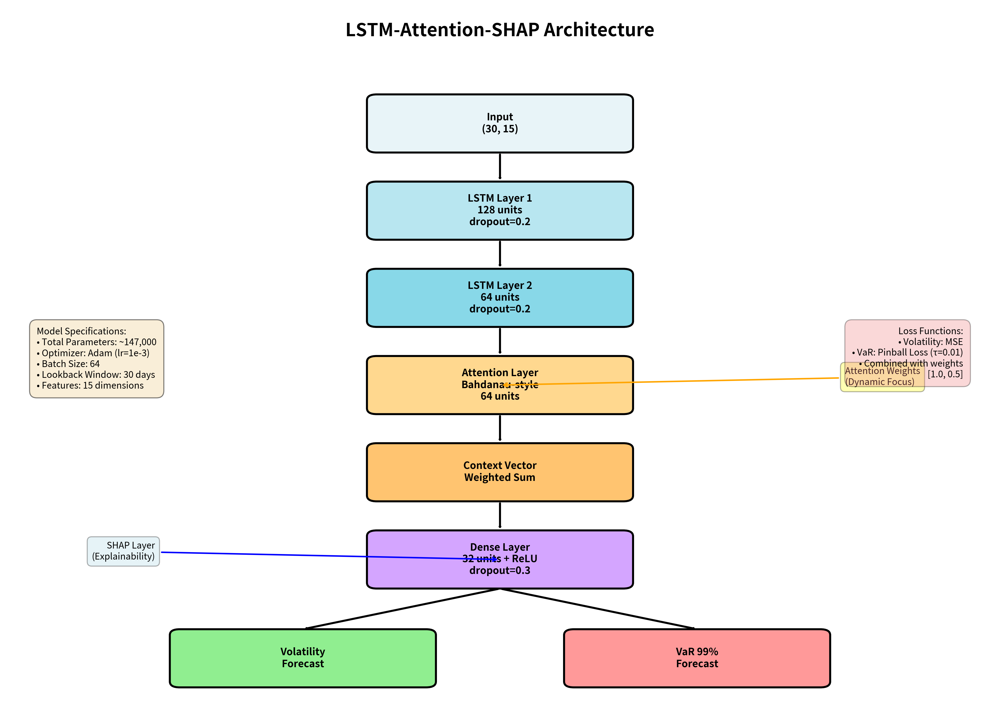 LSTM-Attention-SHAP Architecture
Input
(30, 15)
LSTM Layer 1
128 units
dropout=0.2
LSTM Layer 2
64 units
dropout=0.2
Model Specifications:
• Total Parameters: ~147,000
• Optimizer: Adam (lr=1e-3)
• Batch Size: 64
• Lookback Window: 30 days
• Features: 15 dimensions
Loss Functions:
• Volatility: MSE
• VaR: Pinball Loss (τ=0.01)
• Combined with weights
[1.0, 0.5]
Attention Weights
(Dynamic Focus)
Attention Layer
Bahdanau-style
64 units
Context Vector
Weighted Sum
SHAP Layer
(Explainability)
Dense Layer
32 units + ReLU
dropout=0.3
Volatility
Forecast
VaR 99%
Forecast